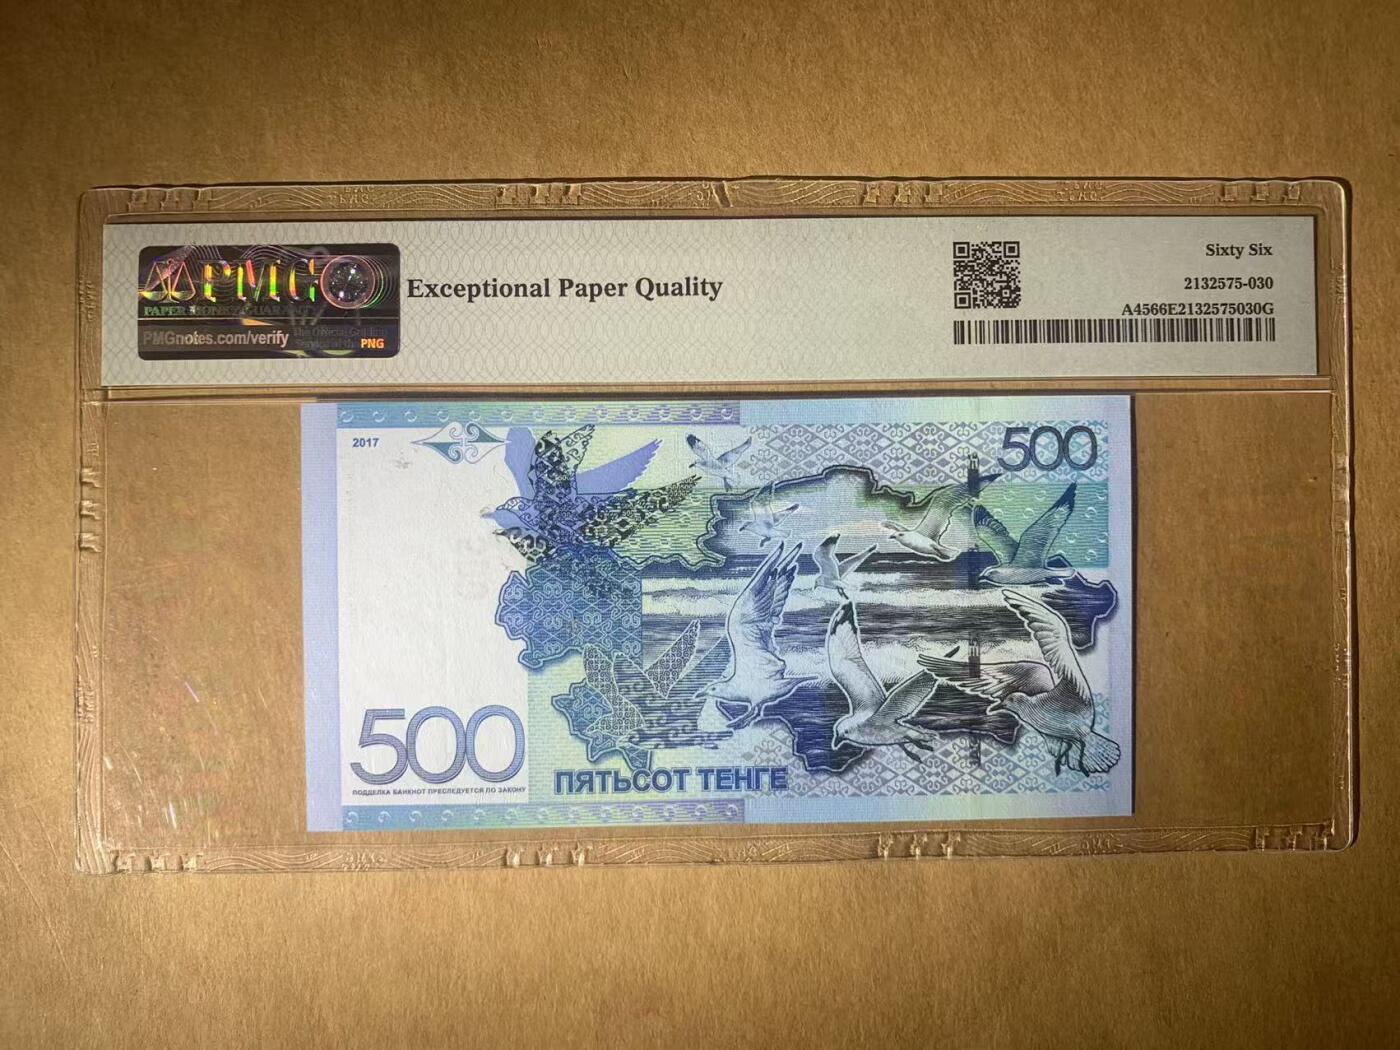 PMG
PAPER MONEY GUARANTY
PMGnotes.com/verify
PNG
Exceptional Paper Quality
Sixty Six
2132575-030
A4566E2132575030G
2017
500
500
ПОДДЕЛКА БАНКНОТ ПРЕСЛЕДУЕТСЯ ПО ЗАКОНУ
ПЯТЬСОТ ТЕНГЕ